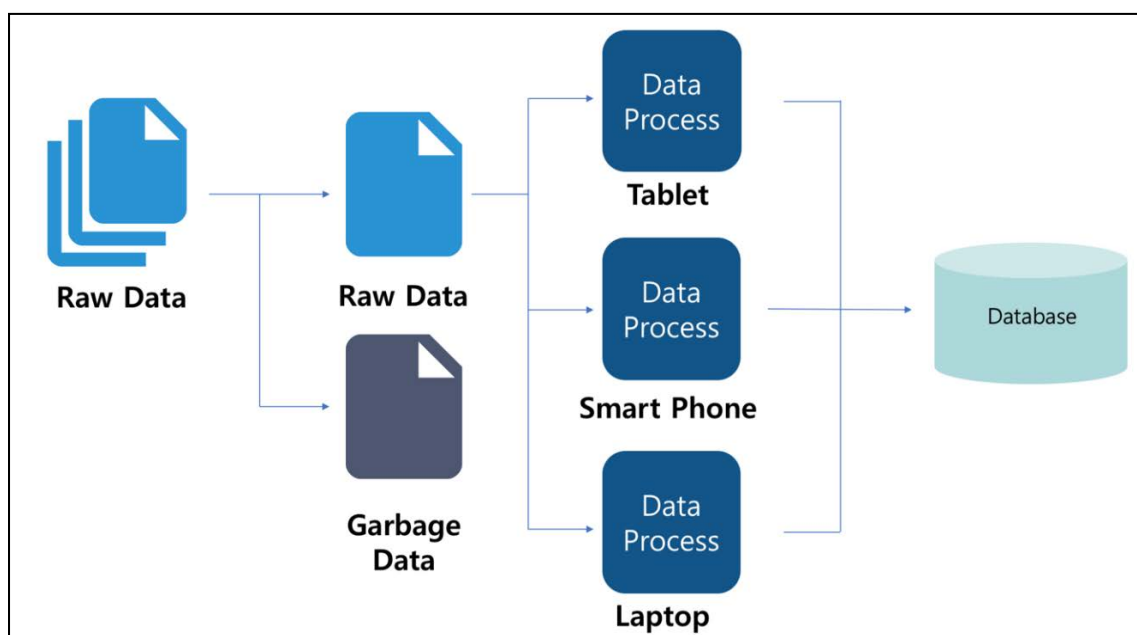 Raw Data
Raw Data
Garbage
Data
Data
Process
Tablet
Data
Process
Smart Phone
Data
Process
Laptop
Database